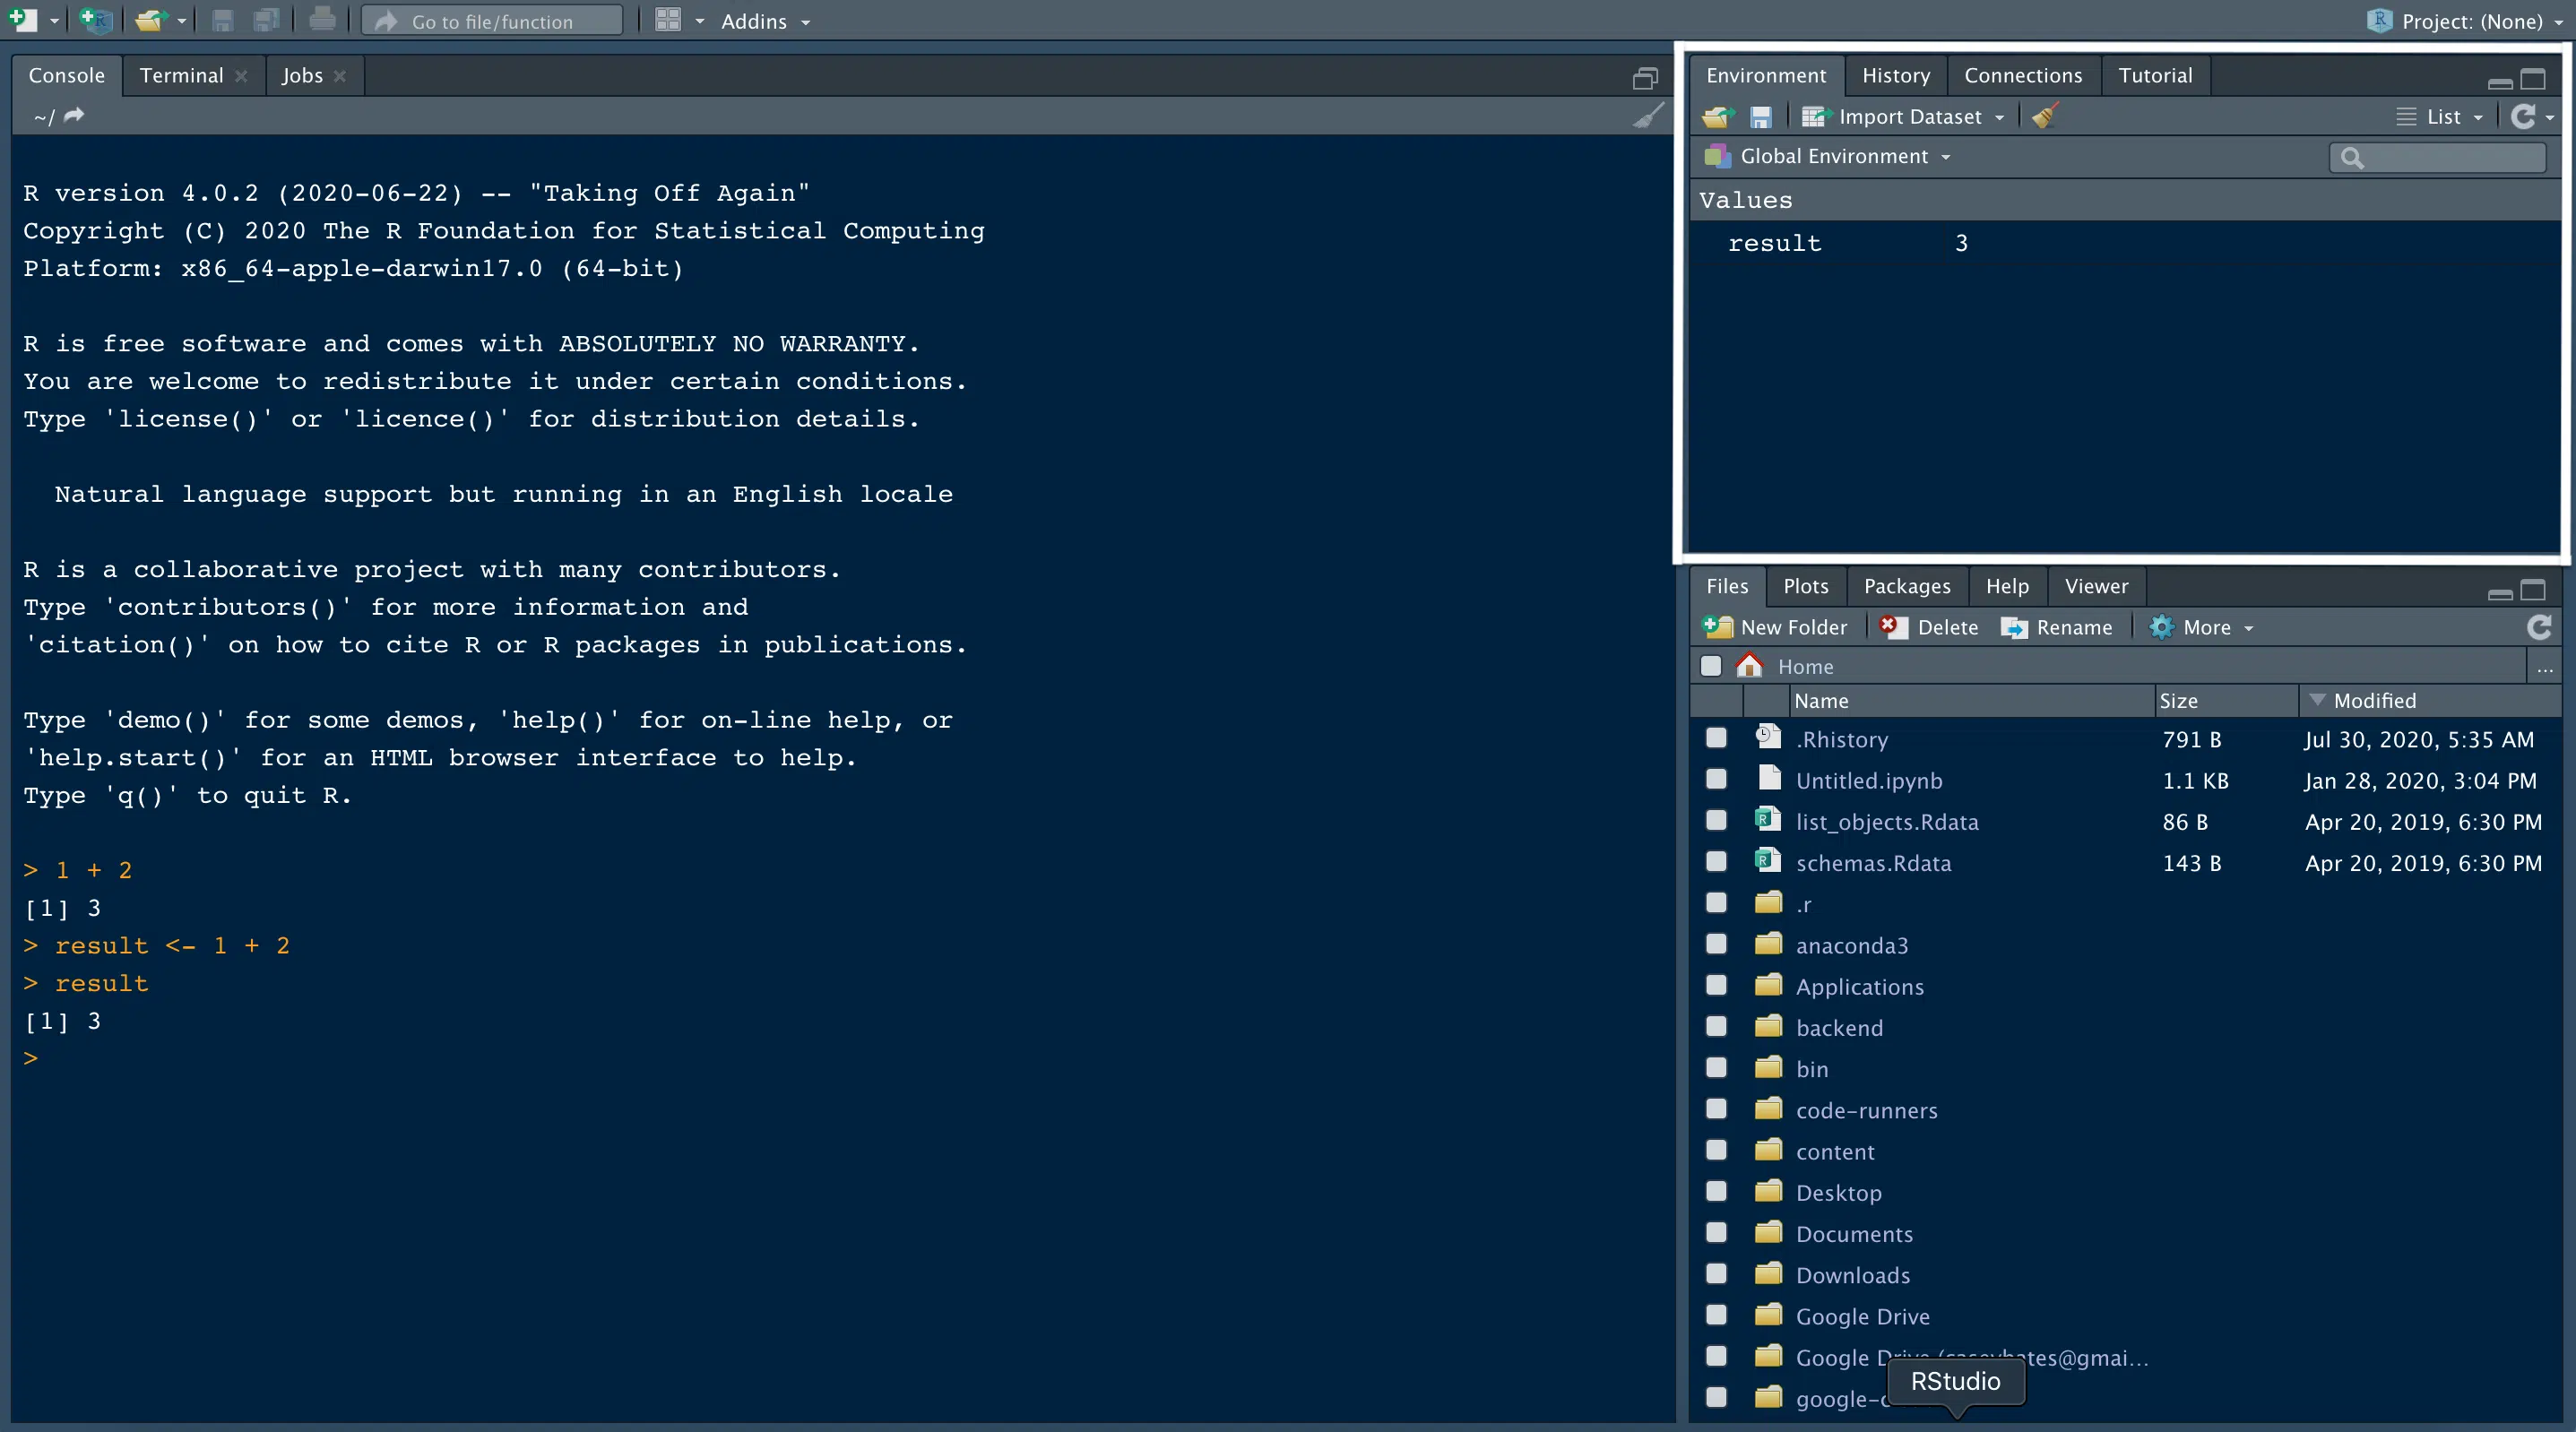 Go to file/function
Addins
Project: (None)
Console
Terminal
Jobs
~/
R version 4.0.2 (2020-06-22) -- "Taking Off Again"
Copyright (C) 2020 The R Foundation for Statistical Computing
Platform: x86_64-apple-darwin17.0 (64-bit)
R is free software and comes with ABSOLUTELY NO WARRANTY.
You are welcome to redistribute it under certain conditions.
Type 'license()' or 'licence()' for distribution details.
Natural language support but running in an English locale
R is a collaborative project with many contributors.
Type 'contributors()' for more information and
'citation()' on how to cite R or R packages in publications.
Type 'demo()' for some demos, 'help()' for on-line help, or
'help.start()' for an HTML browser interface to help.
Type 'q()' to quit R.
> 1 + 2
[1] 3
> result <- 1 + 2
> result
[1] 3
>
Environment
History
Connections
Tutorial
Import Dataset
List
Global Environment
Values
result 3
Files
Plots
Packages
Help
Viewer
New Folder
Delete
Rename
More
Home
...
Name Size Modified
.Rhistory 791 B Jul 30, 2020, 5:35 AM
Untitled.ipynb 1.1 KB Jan 28, 2020, 3:04 PM
list_objects.Rdata 86 B Apr 20, 2019, 6:30 PM
schemas.Rdata 143 B Apr 20, 2019, 6:30 PM
.r
anaconda3
Applications
backend
bin
code-runners
content
Desktop
Documents
Downloads
Google Drive
Google
RStudio